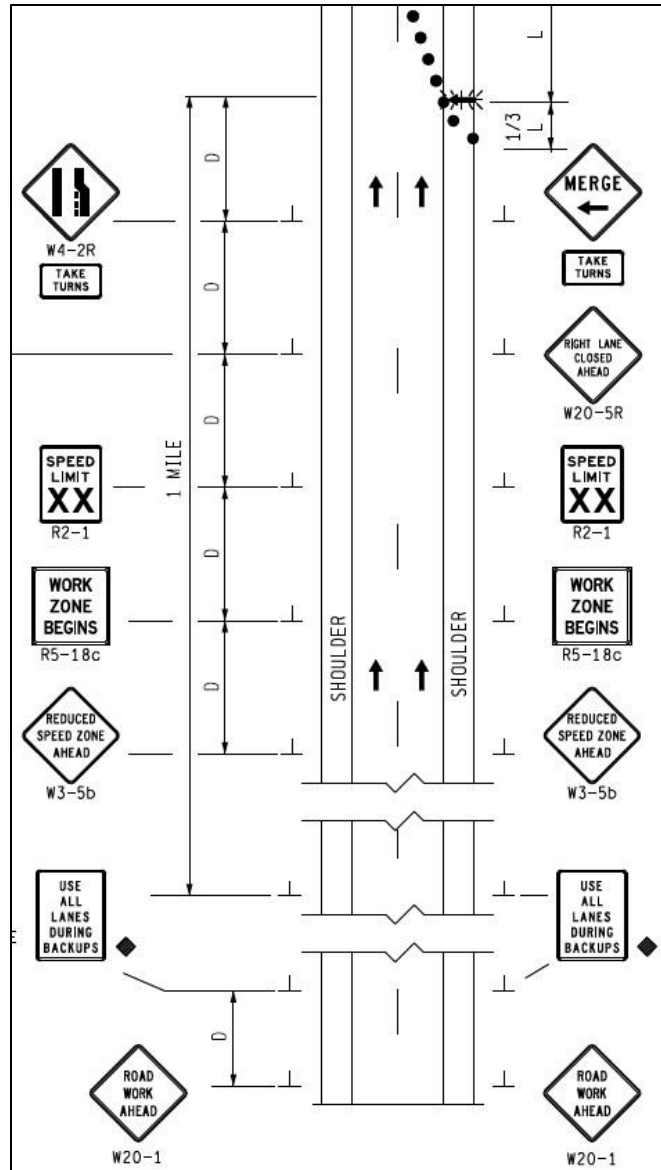 L
1/3
L
D
MERGE
W4-2R
TAKE
TURNS
TAKE
TURNS
D
RIGHT LANE
CLOSED
AHEAD
W20-5R
D
1 MILE
SPEED
LIMIT
XX
R2-1
SPEED
LIMIT
XX
R2-1
D
WORK
ZONE
BEGINS
R5-18c
WORK
ZONE
BEGINS
R5-18c
SHOULDER
SHOULDER
D
REDUCED
SPEED ZONE
AHEAD
W3-5b
REDUCED
SPEED ZONE
AHEAD
W3-5b
USE
ALL
LANES
DURING
BACKUPS
USE
ALL
LANES
DURING
BACKUPS
D
ROAD
WORK
AHEAD
W20-1
ROAD
WORK
AHEAD
W20-1